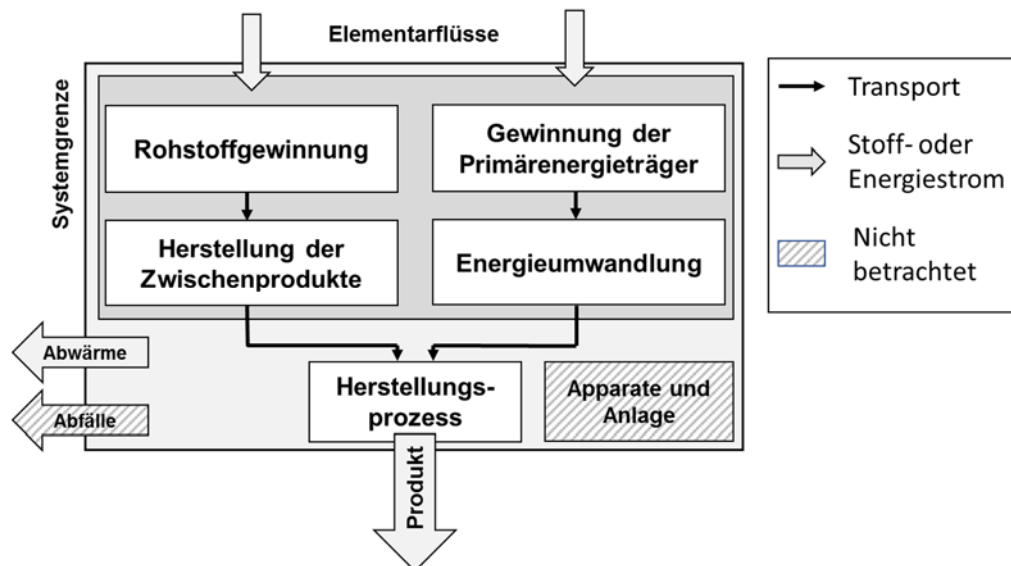 Elementarflüsse
Systemgrenze
Rohstoffgewinnung
Gewinnung der
Primärenergieträger
Herstellung der
Zwischenprodukte
Energieumwandlung
Abwärme
Abfälle
Herstellungs-
prozess
Apparate und
Anlage
Produkt
Transport
Stoff- oder
Energiestrom
Nicht
betrachtet